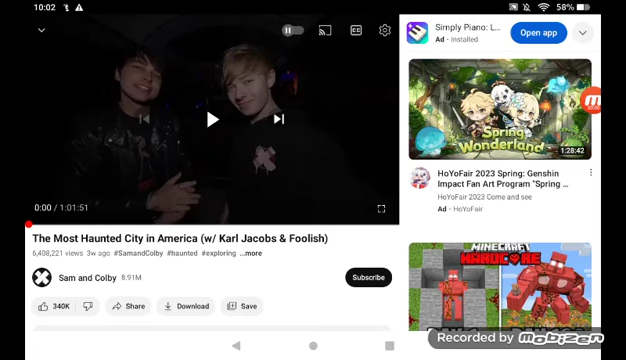 10:02
58%
0:00 / 1:01:51
The Most Haunted City in America (w/ Karl Jacobs & Foolish)
6,408,221 views 3w ago #SamandColby #haunted #exploring ...more
Sam and Colby 8.91M
Subscribe
340K
Share
Download
Save
Simply Piano: L...
Ad · Installed
Open app
Spring
Wonderland
1:28:42
HoYoFair 2023 Spring: Genshin
Impact Fan Art Program "Spring ...
HoYoFair 2023 Come and see
Ad · HoYoFair
MINECRAFT
HARDCORE
Recorded by mobizen